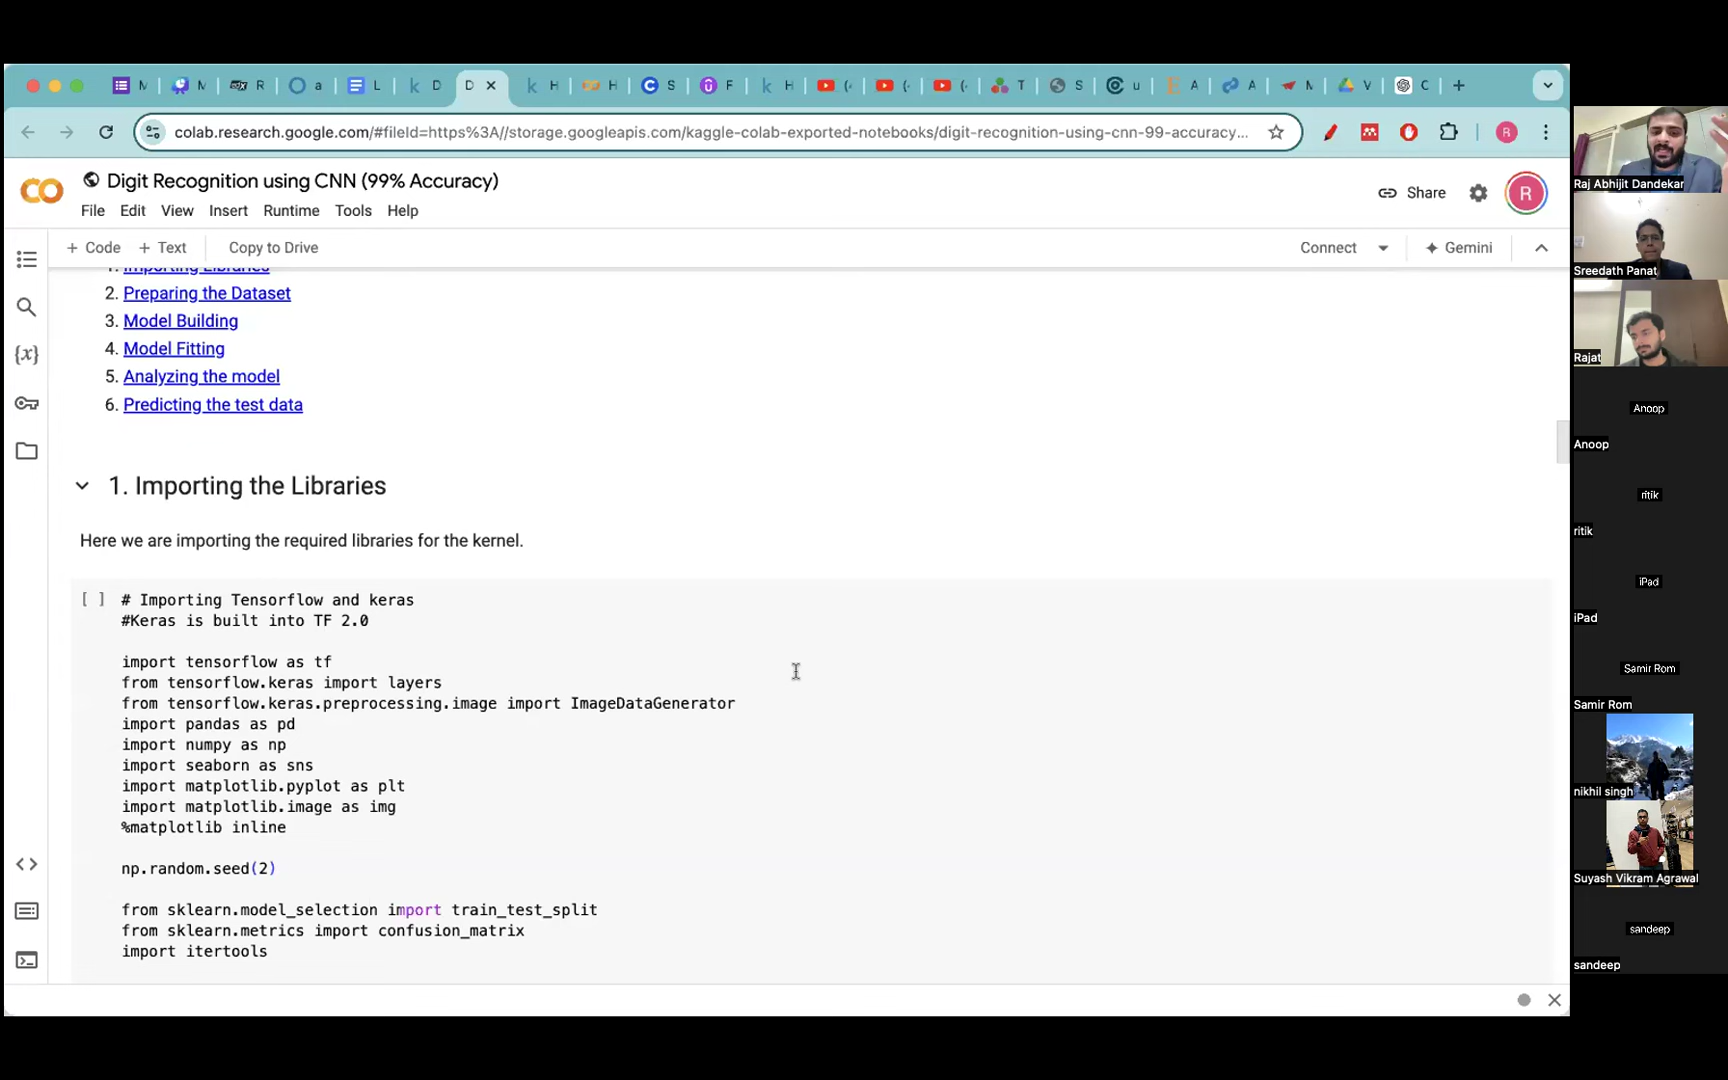 M
M
R
a
L
D
D
H
H
S
F
H
(
(
(
T
S
u
A
A
M
V
C
colab.research.google.com/#fileId=https%3A//storage.googleapis.com/kaggle-colab-exported-notebooks/digit-recognition-using-cnn-99-accuracy...
R
Digit Recognition using CNN (99% Accuracy)
Share
R
File Edit View Insert Runtime Tools Help
+ Code + Text Copy to Drive
Connect
Gemini
1. Importing Libraries
2. Preparing the Dataset
3. Model Building
4. Model Fitting
5. Analyzing the model
6. Predicting the test data
1. Importing the Libraries
Here we are importing the required libraries for the kernel.
[ ] # Importing Tensorflow and keras
#Keras is built into TF 2.0
import tensorflow as tf
from tensorflow.keras import layers
from tensorflow.keras.preprocessing.image import ImageDataGenerator
import pandas as pd
import numpy as np
import seaborn as sns
import matplotlib.pyplot as plt
import matplotlib.image as img
%matplotlib inline
np.random.seed(2)
from sklearn.model_selection import train_test_split
from sklearn.metrics import confusion_matrix
import itertools
Raj Abhijit Dandekar
Sreedath Panat
Rajat
Anoop
Anoop
ritik
ritik
iPad
iPad
Samir Rom
Samir Rom
nikhil singh
Suyash Vikram Agrawal
sandeep
sandeep